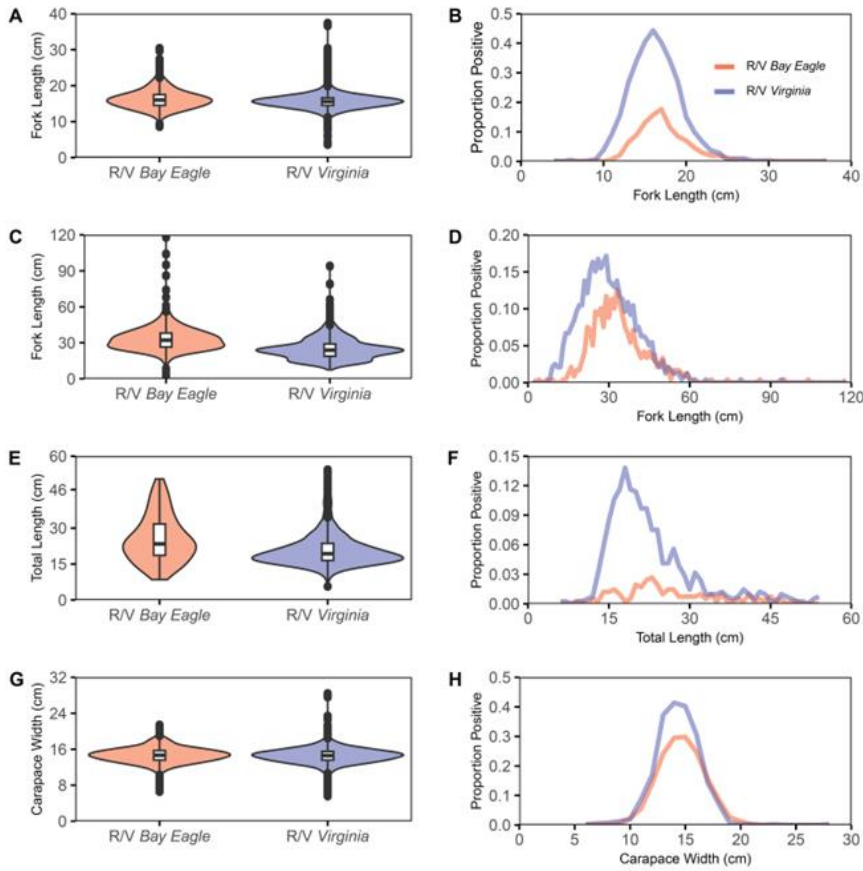 A
Fork Length (cm)
40
30
20
10
0
R/V Bay Eagle
R/V Virginia
B
Proportion Positive
0.5
0.4
0.3
0.2
0.1
0.0
0
10
20
30
40
Fork Length (cm)
R/V Bay Eagle
R/V Virginia
C
Fork Length (cm)
120
90
60
30
0
R/V Bay Eagle
R/V Virginia
D
Proportion Positive
0.20
0.15
0.10
0.05
0.00
0
30
60
90
120
Fork Length (cm)
E
Total Length (cm)
60
46
30
15
0
R/V Bay Eagle
R/V Virginia
F
Proportion Positive
0.15
0.12
0.09
0.06
0.03
0.00
0
15
30
45
60
Total Length (cm)
G
Carapace Width (cm)
32
24
16
8
0
R/V Bay Eagle
R/V Virginia
H
Proportion Positive
0.5
0.4
0.3
0.2
0.1
0.0
0
5
10
15
20
25
30
Carapace Width (cm)